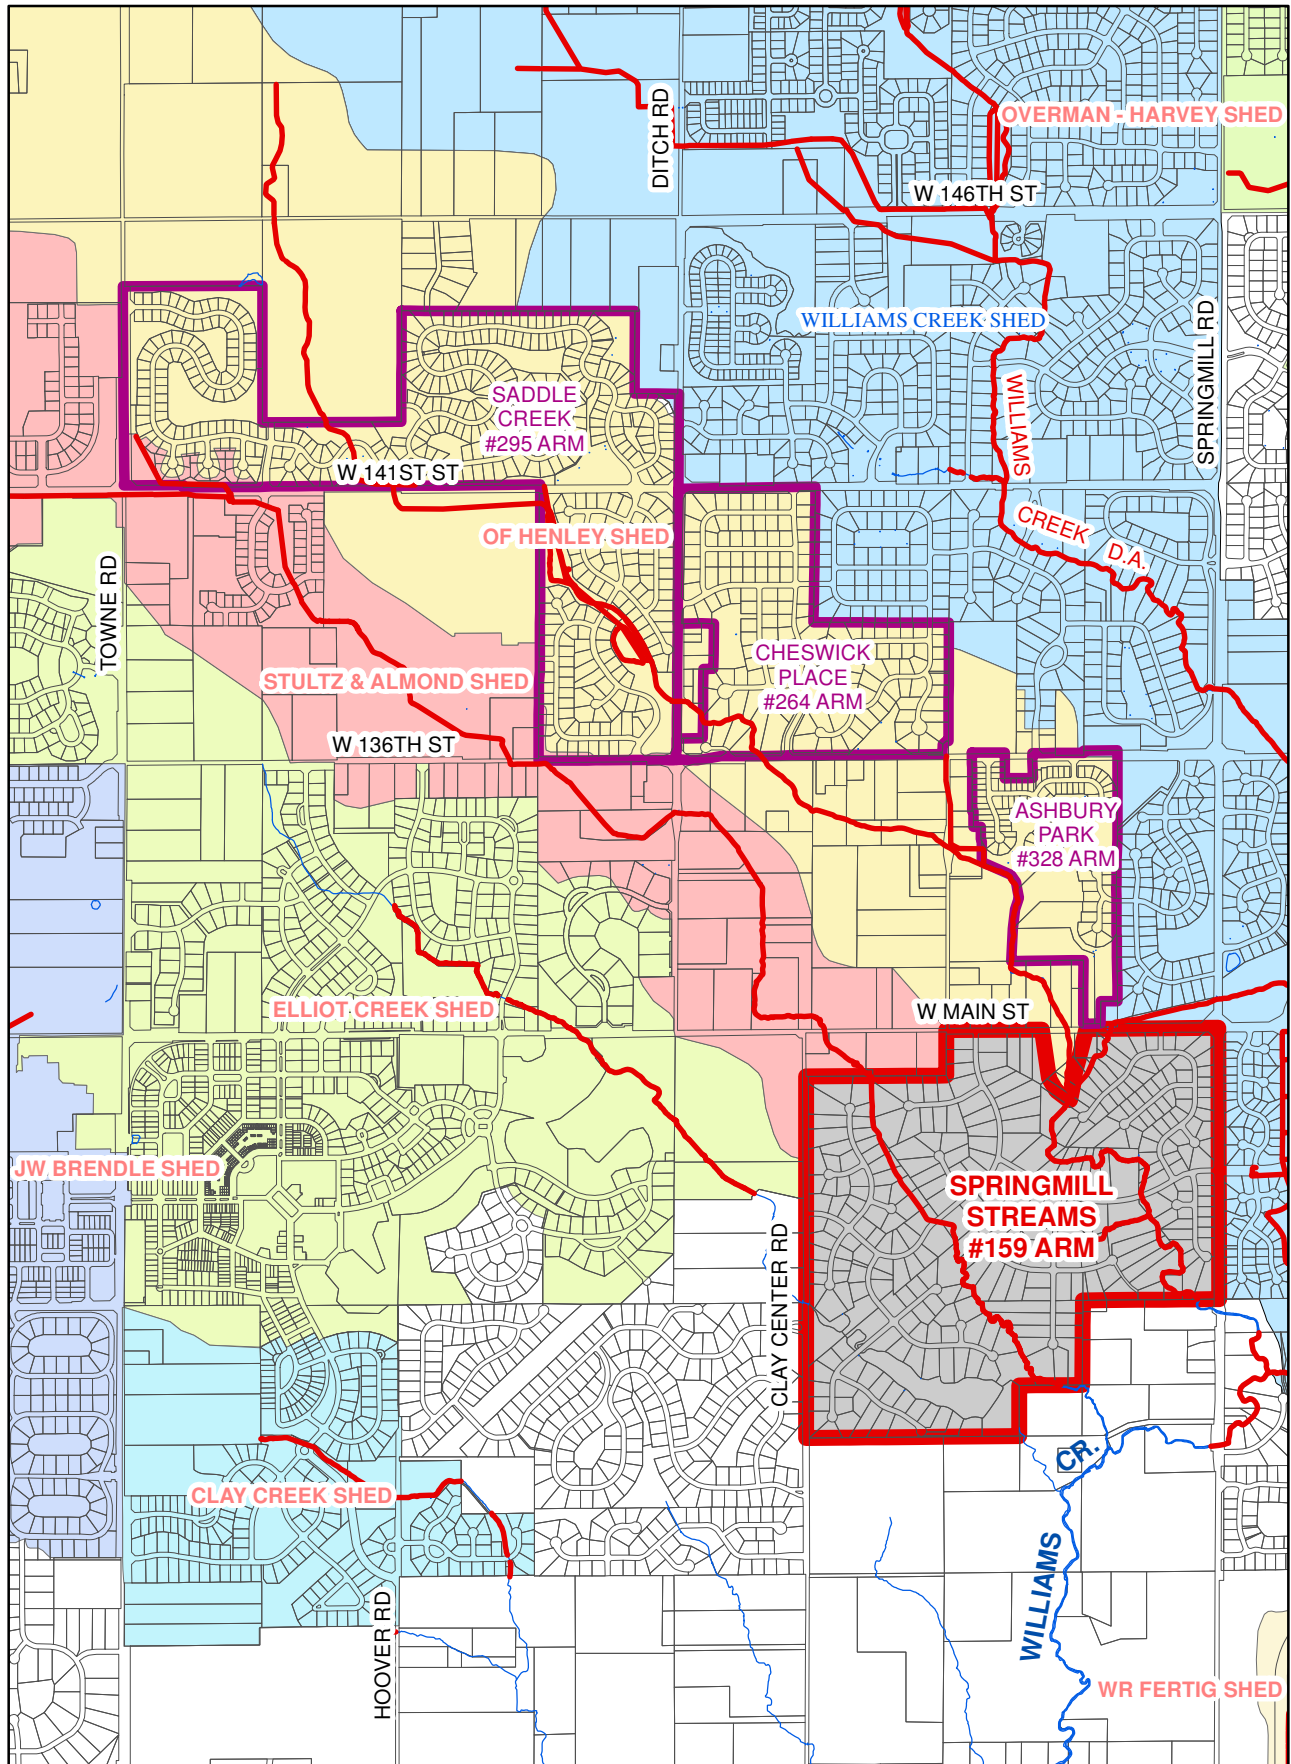 DITCH RD
OVERMAN - HARVEY SHED
W 146TH ST
WILLIAMS CREEK SHED
SPRINGMILL RD
SADDLE
CREEK
#295 ARM
WILLIAMS
W 141ST ST
CREEK D.A.
OF HENLEY SHED
TOWNE RD
CHESWICK
PLACE
#264 ARM
STULTZ & ALMOND SHED
W 136TH ST
ASHBURY
PARK
#328 ARM
ELLIOT CREEK SHED
W MAIN ST
JW BRENDLE SHED
SPRINGMILL
STREAMS
#159 ARM
CLAY CENTER RD
CR.
CLAY CREEK SHED
WILLIAMS
HOOVER RD
WR FERTIG SHED